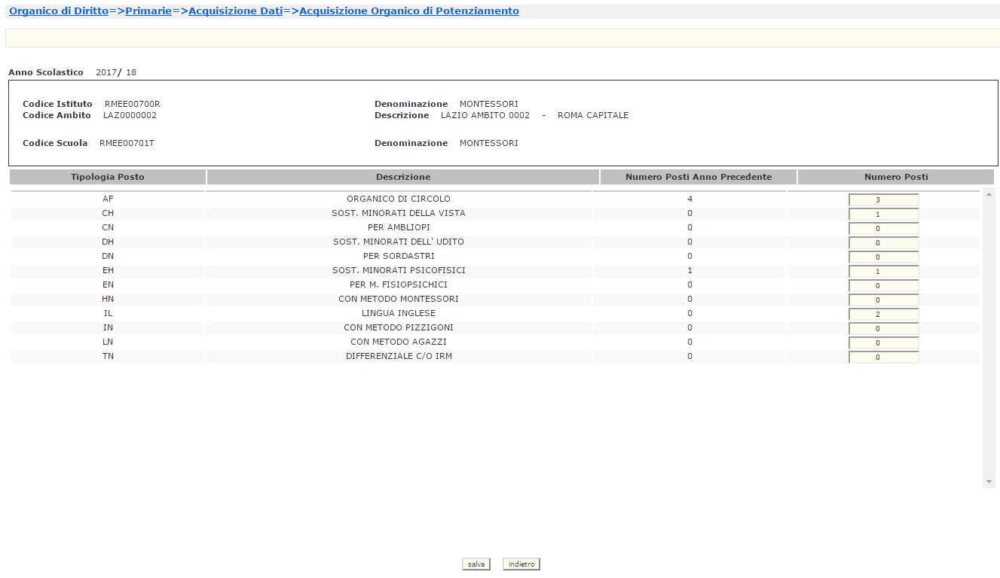 Organico di Diritto=>Primarie=>Acquisizione Dati=>Acquisizione Organico di Potenziamento
Anno Scolastico 2017/ 18
Codice Istituto RMEE00700R Denominazione MONTESSORI
Codice Ambito LAZ0000002 Descrizione LAZIO AMBITO 0002 - ROMA CAPITALE
Codice Scuola RMEE00701T Denominazione MONTESSORI
Tipologia Posto Descrizione Numero Posti Anno Precedente Numero Posti
AF ORGANICO DI CIRCOLO 4 3
CH SOST. MINORATI DELLA VISTA 0 1
CN PER AMBLIOPI 0 0
DH SOST. MINORATI DELL' UDITO 0 0
DN PER SORDASTRI 0 0
EH SOST. MINORATI PSICOFISICI 1 1
EN PER M. FISIOPSICHICI 0 0
HN CON METODO MONTESSORI 0 0
IL LINGUA INGLESE 0 2
IN CON METODO PIZZIGONI 0 0
LN CON METODO AGAZZI 0 0
TN DIFFERENZIALE C/O IRM 0 0
salva indietro